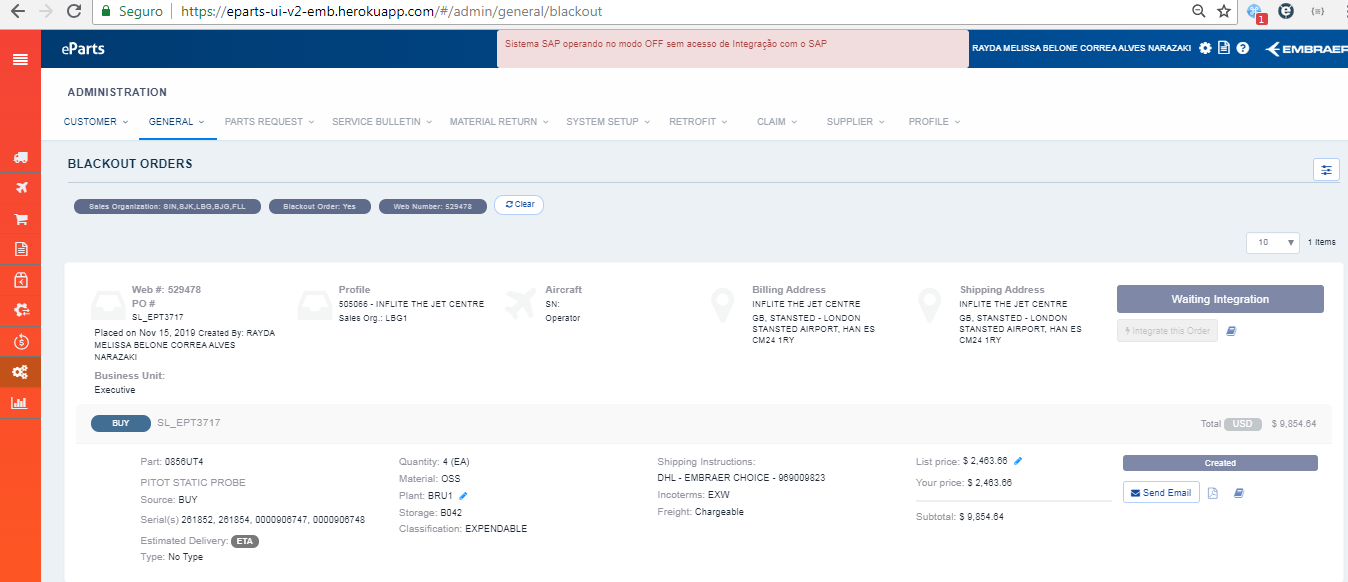 Seguro
https://eparts-ui-v2-emb.herokuapp.com/#/admin/general/blackout
1
eParts
Sistema SAP operando no modo OFF sem acesso de Integração com o SAP
RAYDA MELISSA BELONE CORREA ALVES NARAZAKI
EMBRAER
ADMINISTRATION
CUSTOMER
GENERAL
PARTS REQUEST
SERVICE BULLETIN
MATERIAL RETURN
SYSTEM SETUP
RETROFIT
CLAIM
SUPPLIER
PROFILE
BLACKOUT ORDERS
Sales Organization: SIN,SJK,LBG,BJG,FLL
Blackout Order: Yes
Web Number: 529478
Clear
10
1 Items
Web #: 529478
PO #
SL_EPT3717
Placed on Nov 15, 2019 Created By: RAYDA
MELISSA BELONE CORREA ALVES
NARAZAKI
Business Unit:
Executive
Profile
505066 - INFLITE THE JET CENTRE
Sales Org.: LBG1
Aircraft
SN:
Operator
Billing Address
INFLITE THE JET CENTRE
GB, STANSTED - LONDON
STANSTED AIRPORT, HAN ES
CM24 1RY
Shipping Address
INFLITE THE JET CENTRE
GB, STANSTED - LONDON
STANSTED AIRPORT, HAN ES
CM24 1RY
Waiting Integration
Integrate this Order
BUY
SL_EPT3717
Total USD $ 9,854.64
Part: 0856UT4
PITOT STATIC PROBE
Source: BUY
Serial(s) 261852, 261854, 0000906747, 0000906748
Estimated Delivery: ETA
Type: No Type
Quantity: 4 (EA)
Material: OSS
Plant: BRU1
Storage: B042
Classification: EXPENDABLE
Shipping Instructions:
DHL - EMBRAER CHOICE - 969009823
Incoterms: EXW
Freight: Chargeable
List price: $ 2,463.66
Your price: $ 2,463.66
Subtotal: $ 9,854.64
Created
Send Email